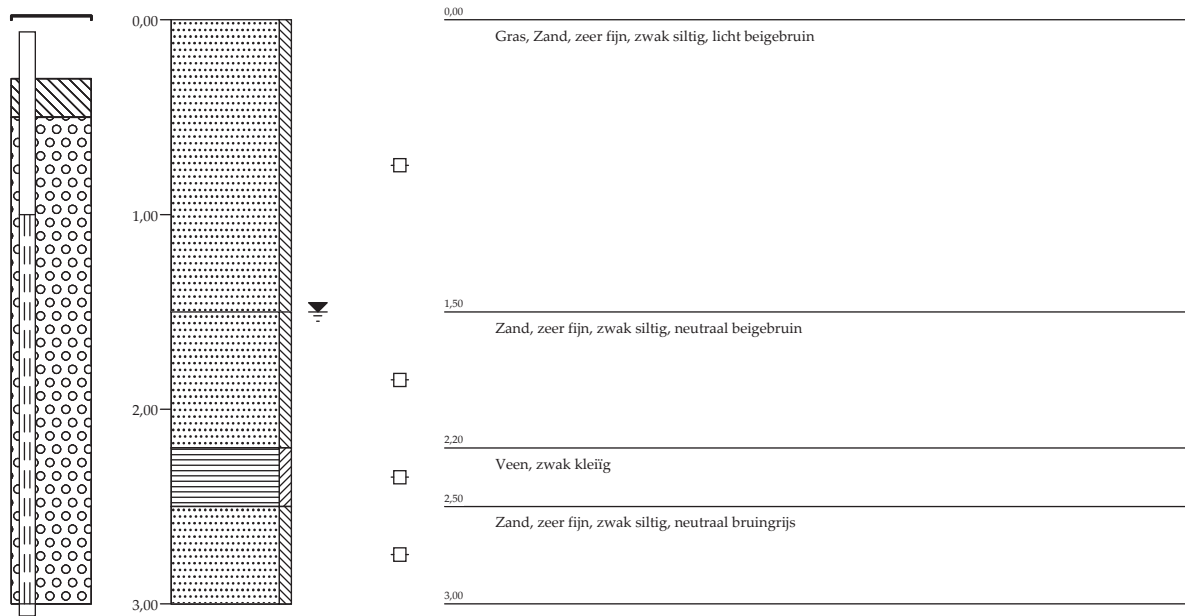 0,00
0,00
Gras, Zand, zeer fijn, zwak siltig, licht beigebruin
1,00
1,50
Zand, zeer fijn, zwak siltig, neutraal beigebruin
2,00
2,20
Veen, zwak kleiïg
2,50
Zand, zeer fijn, zwak siltig, neutraal bruingrijs
3,00
3,00